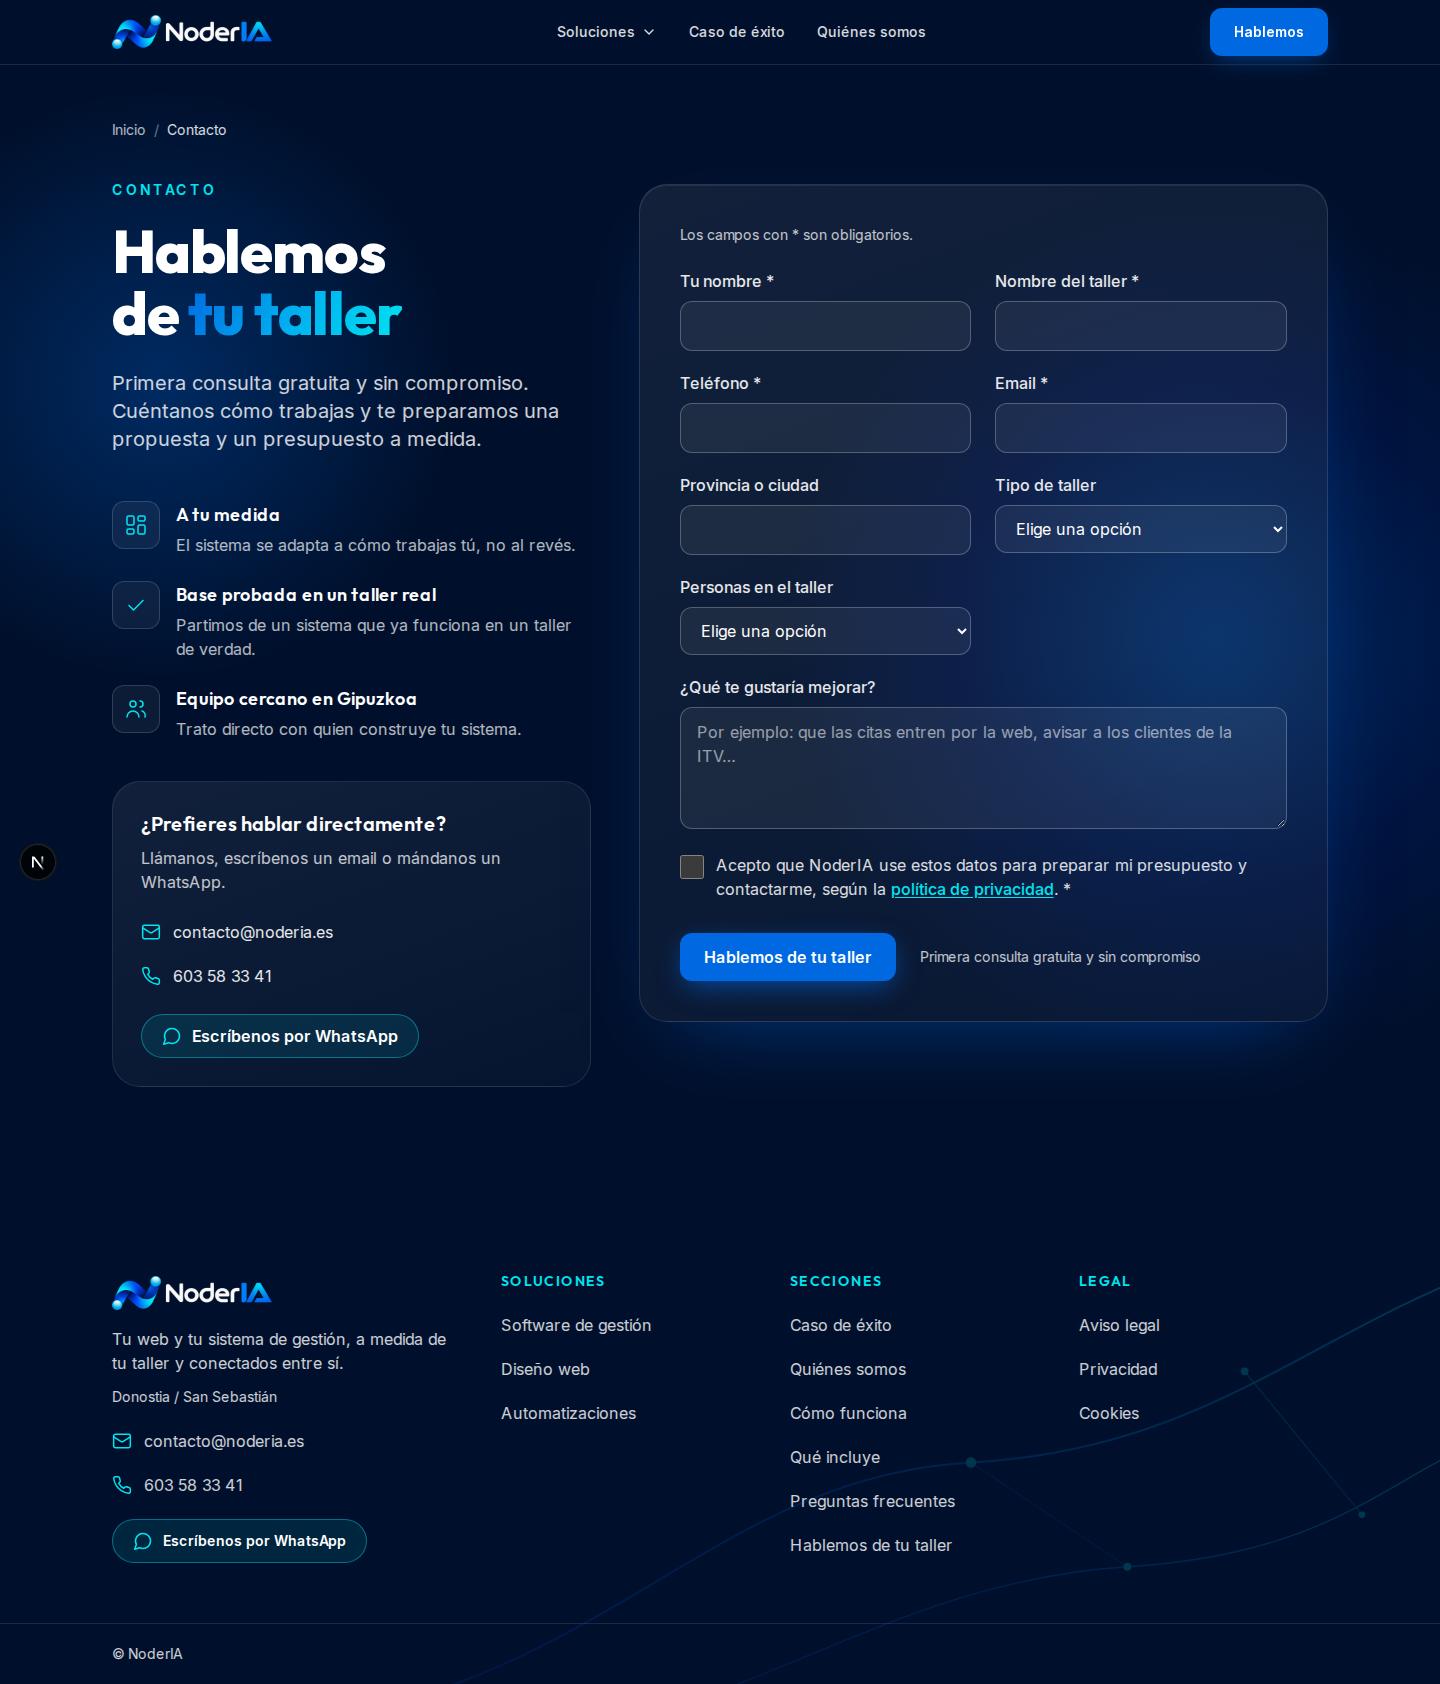 NoderIA
Soluciones
Caso de éxito
Quiénes somos
Hablemos
Inicio / Contacto
CONTACTO
Hablemos
de tu taller
Primera consulta gratuita y sin compromiso.
Cuéntanos cómo trabajas y te preparamos una
propuesta y un presupuesto a medida.
A tu medida
El sistema se adapta a cómo trabajas tú, no al revés.
Base probada en un taller real
Partimos de un sistema que ya funciona en un taller
de verdad.
Equipo cercano en Gipuzkoa
Trato directo con quien construye tu sistema.
¿Prefieres hablar directamente?
Llámanos, escríbenos un email o mándanos un
WhatsApp.
contacto@noderia.es
603 58 33 41
Escríbenos por WhatsApp
Los campos con * son obligatorios.
Tu nombre *
Nombre del taller *
Teléfono *
Email *
Provincia o ciudad
Tipo de taller
Elige una opción
Personas en el taller
Elige una opción
¿Qué te gustaría mejorar?
Por ejemplo: que las citas entren por la web, avisar a los clientes de la
ITV...
Acepto que NoderIA use estos datos para preparar mi presupuesto y
contactarme, según la política de privacidad. *
Hablemos de tu taller
Primera consulta gratuita y sin compromiso
N
NoderIA
Tu web y tu sistema de gestión, a medida de
tu taller y conectados entre sí.
Donostia / San Sebastián
contacto@noderia.es
603 58 33 41
Escríbenos por WhatsApp
SOLUCIONES
Software de gestión
Diseño web
Automatizaciones
SECCIONES
Caso de éxito
Quiénes somos
Cómo funciona
Qué incluye
Preguntas frecuentes
Hablemos de tu taller
LEGAL
Aviso legal
Privacidad
Cookies
© NoderIA